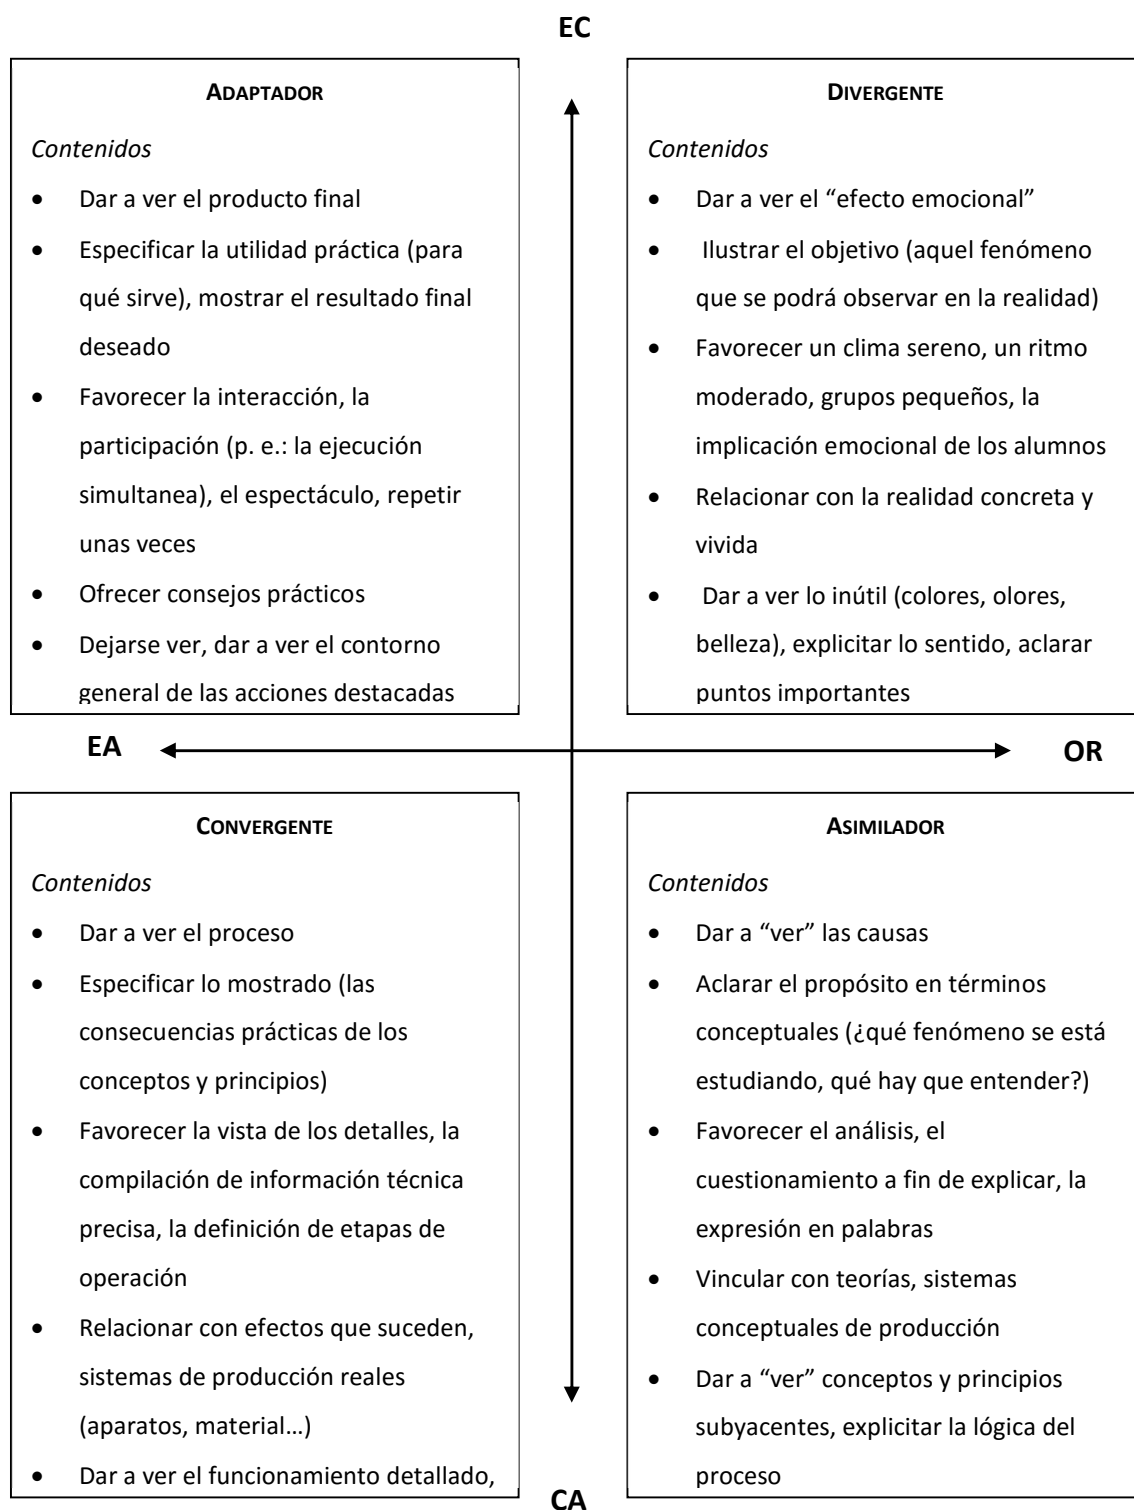 EC
ADAPTADOR
Contenidos
• Dar a ver el producto final
• Especificar la utilidad práctica (para
qué sirve), mostrar el resultado final
deseado
• Favorecer la interacción, la
participación (p. e.: la ejecución
simultanea), el espectáculo, repetir
unas veces
• Ofrecer consejos prácticos
• Dejarse ver, dar a ver el contorno
general de las acciones destacadas
DIVERGENTE
Contenidos
• Dar a ver el “efecto emocional”
• Ilustrar el objetivo (aquel fenómeno
que se podrá observar en la realidad)
• Favorecer un clima sereno, un ritmo
moderado, grupos pequeños, la
implicación emocional de los alumnos
• Relacionar con la realidad concreta y
vivida
• Dar a ver lo inútil (colores, olores,
belleza), explicitar lo sentido, aclarar
puntos importantes
EA
OR
CONVERGENTE
Contenidos
• Dar a ver el proceso
• Especificar lo mostrado (las
consecuencias prácticas de los
conceptos y principios)
• Favorecer la vista de los detalles, la
compilación de información técnica
precisa, la definición de etapas de
operación
• Relacionar con efectos que suceden,
sistemas de producción reales
(aparatos, material…)
• Dar a ver el funcionamiento detallado,
ASIMILADOR
Contenidos
• Dar a “ver” las causas
• Aclarar el propósito en términos
conceptuales (¿qué fenómeno se está
estudiando, qué hay que entender?)
• Favorecer el análisis, el
cuestionamiento a fin de explicar, la
expresión en palabras
• Vincular con teorías, sistemas
conceptuales de producción
• Dar a “ver” conceptos y principios
subyacentes, explicitar la lógica del
proceso
CA